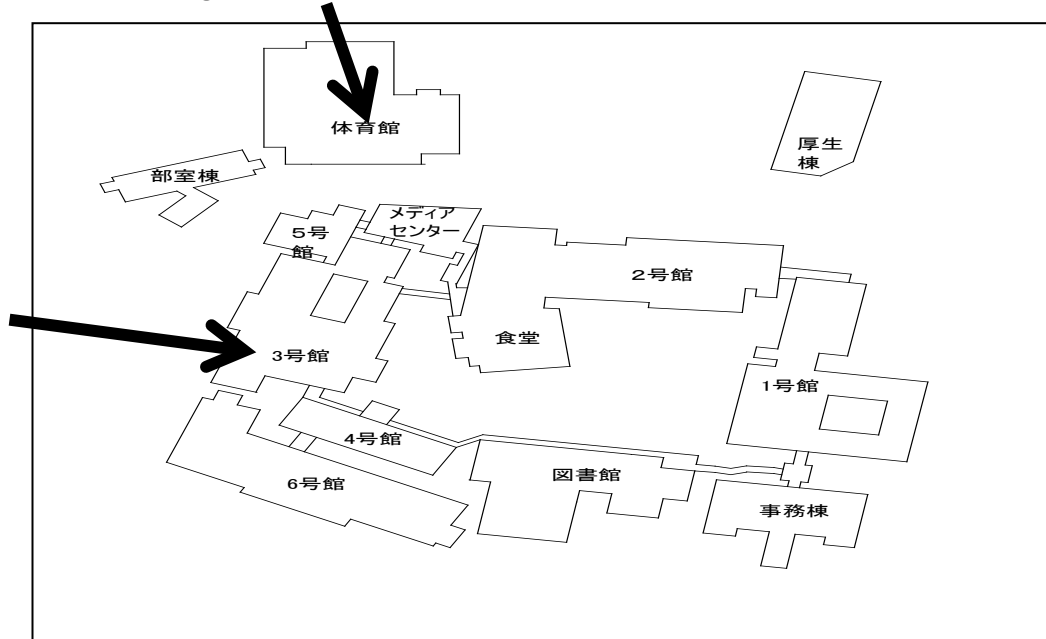 体育館
厚生
棟
部室棟
メディア
センター
5号
館
2号館
食堂
3号館
1号館
4号館
図書館
6号館
事務棟